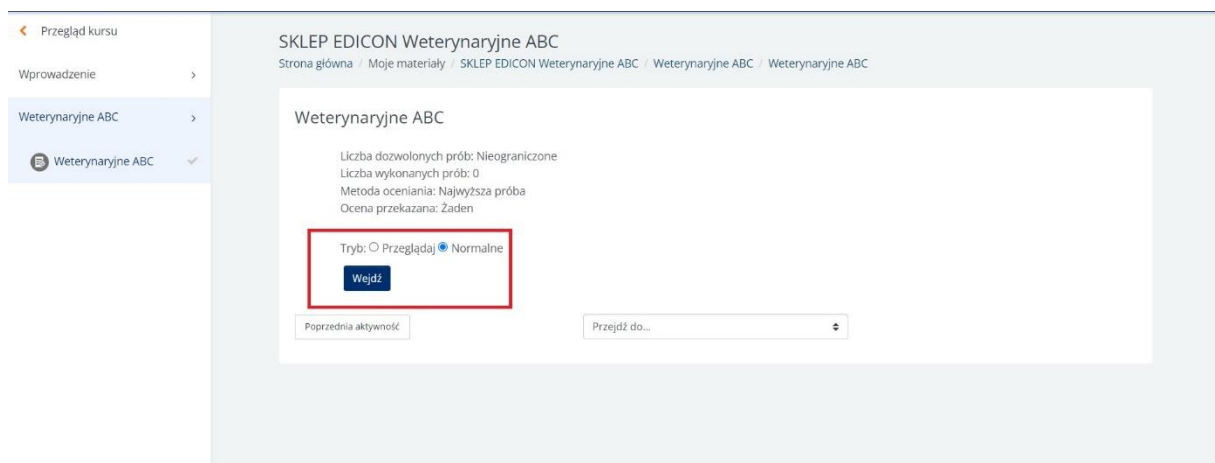 Przegląd kursu
Wprowadzenie
Weterynaryjne ABC
Weterynaryjne ABC
SKLEP EDICON Weterynaryjne ABC
Strona główna / Moje materiały / SKLEP EDICON Weterynaryjne ABC / Weterynaryjne ABC / Weterynaryjne ABC
Weterynaryjne ABC
Liczba dozwolonych prób: Nieograniczone
Liczba wykonanych prób: 0
Metoda oceniania: Najwyższa próba
Ocena przekazana: Żaden
Tryb: Przeglądaj Normalne
Wejdź
Poprzednia aktywność
Przejdź do...